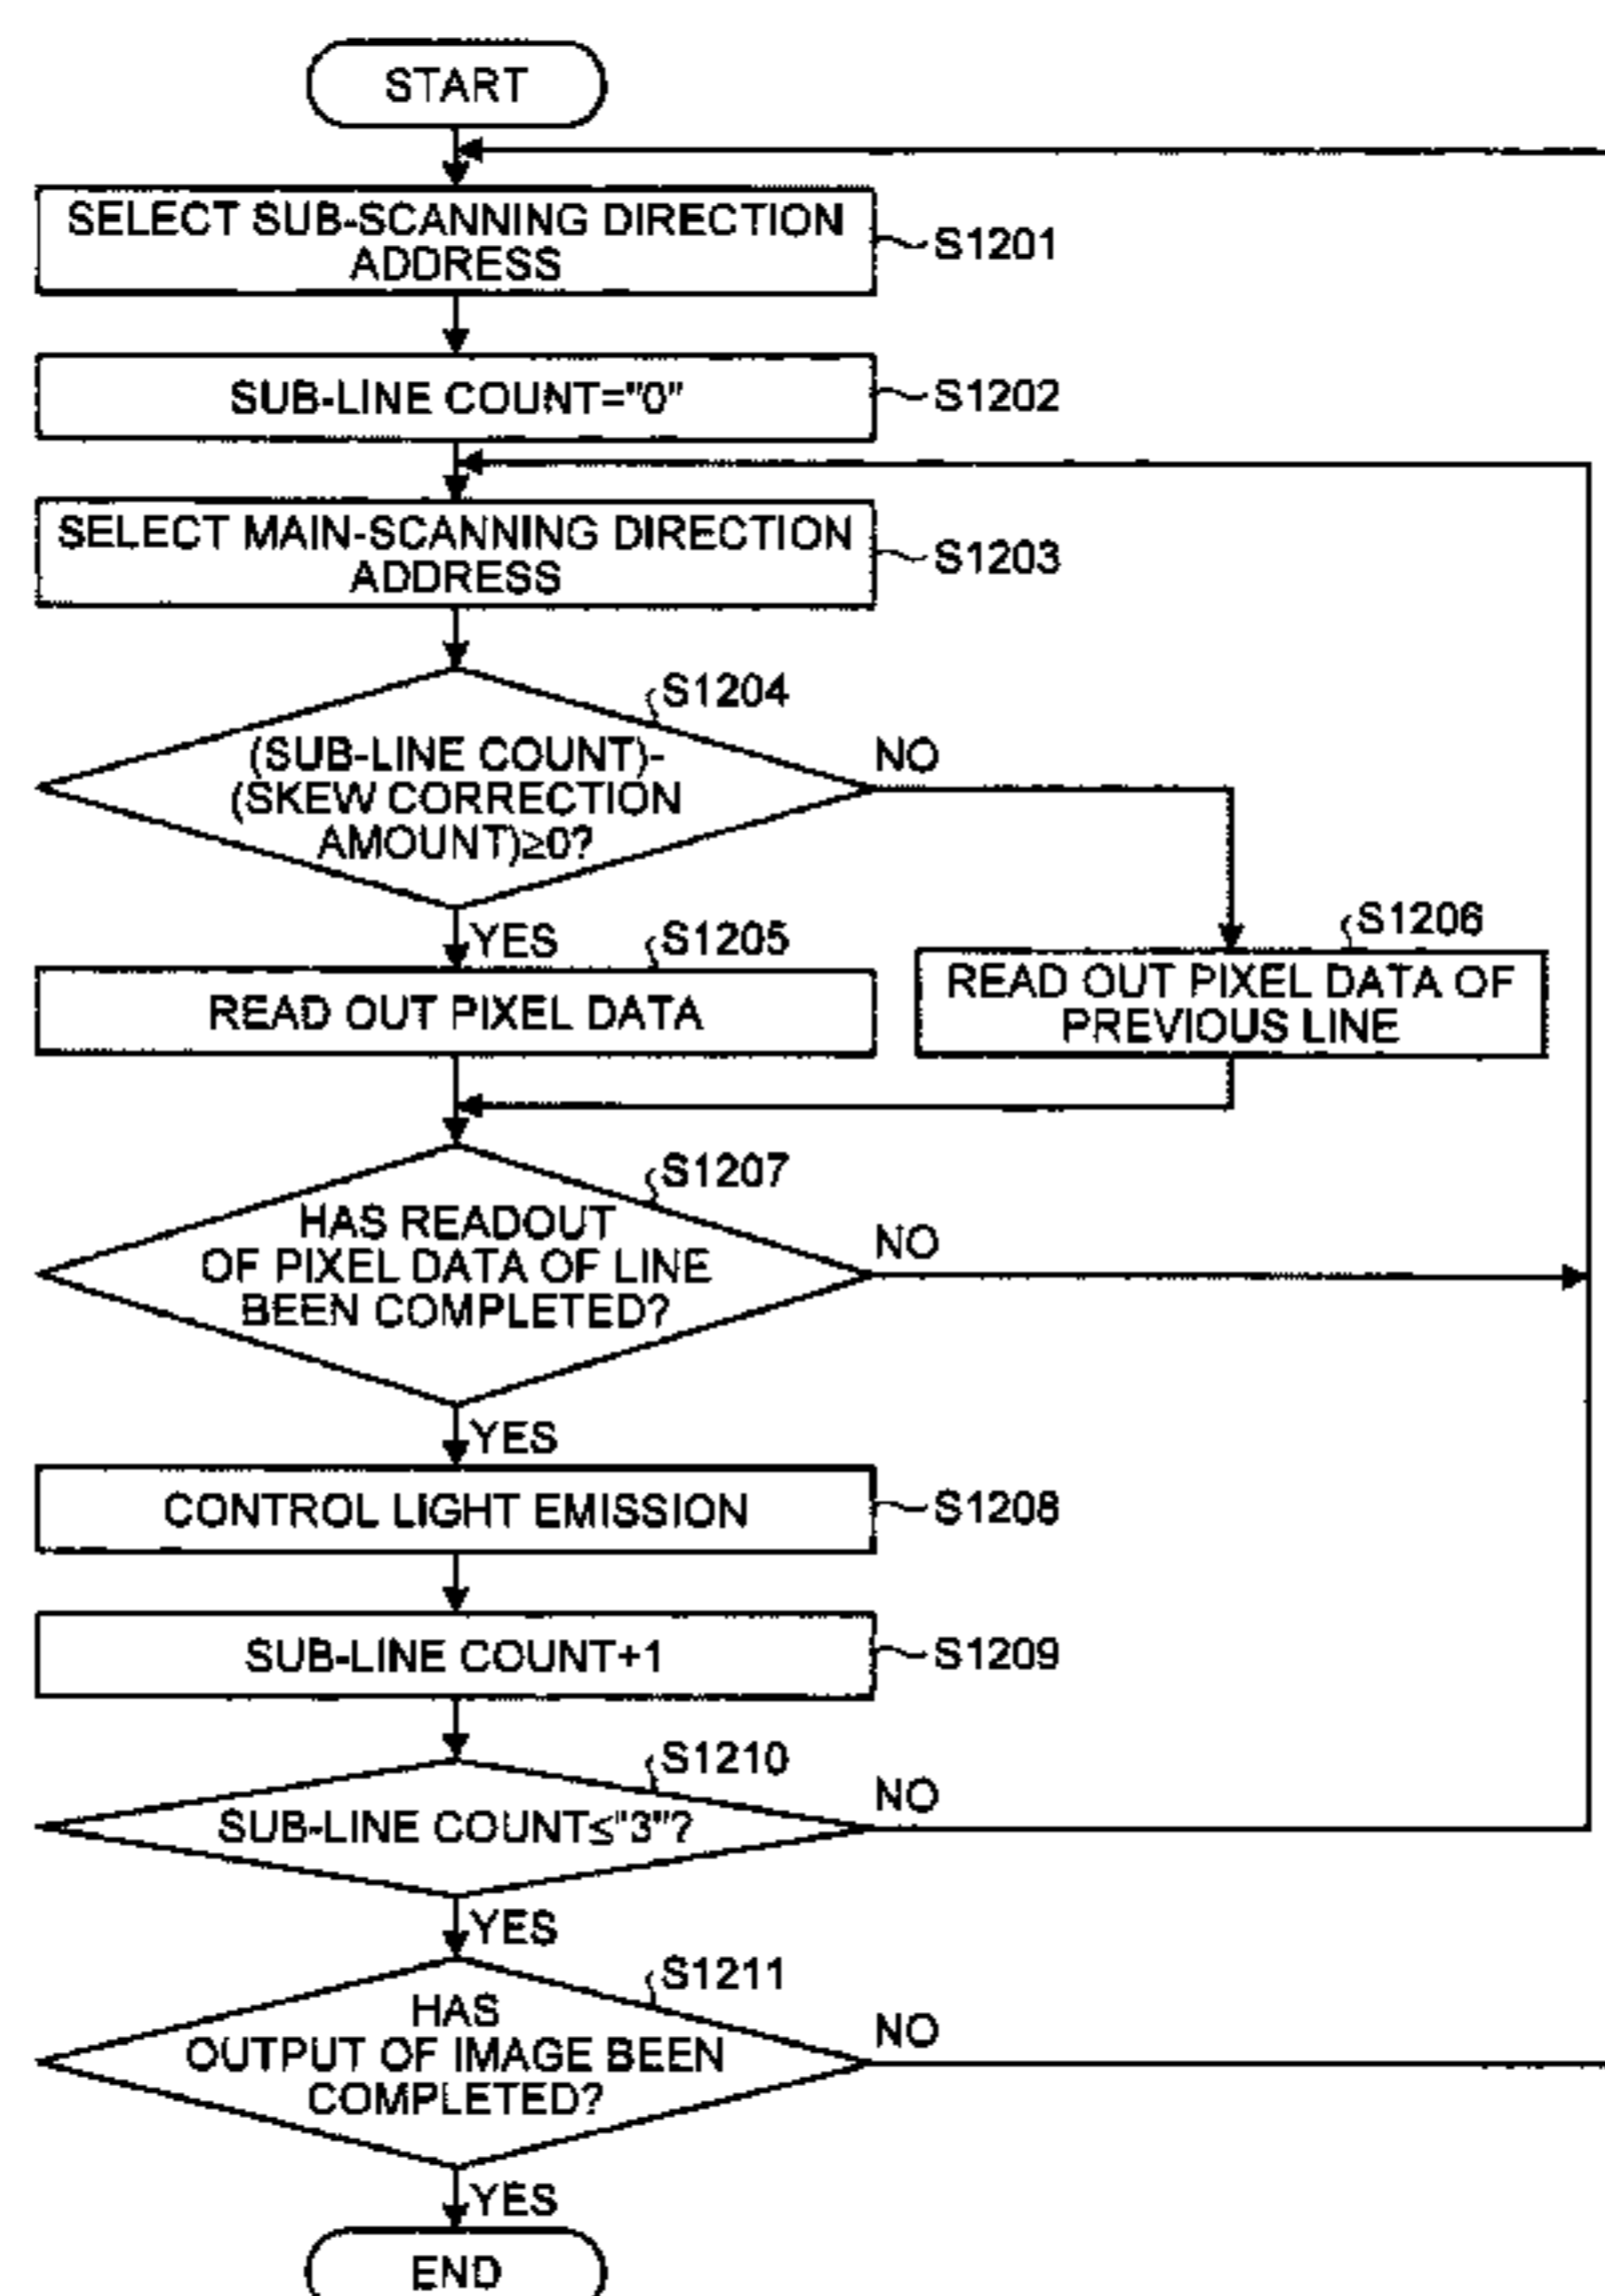 START
SELECT SUB-SCANNING DIRECTION
ADDRESS
S1201
SUB-LINE COUNT="0"
S1202
SELECT MAIN-SCANNING DIRECTION
ADDRESS
S1203
S1204
(SUB-LINE COUNT)-
(SKEW CORRECTION
AMOUNT)≥0?
NO
YES
S1205
READ OUT PIXEL DATA
S1206
READ OUT PIXEL DATA OF
PREVIOUS LINE
S1207
HAS READOUT
OF PIXEL DATA OF LINE
BEEN COMPLETED?
NO
YES
CONTROL LIGHT EMISSION
S1208
SUB-LINE COUNT+1
S1209
S1210
SUB-LINE COUNT≤"3"?
NO
YES
S1211
HAS
OUTPUT OF IMAGE BEEN
COMPLETED?
NO
YES
END